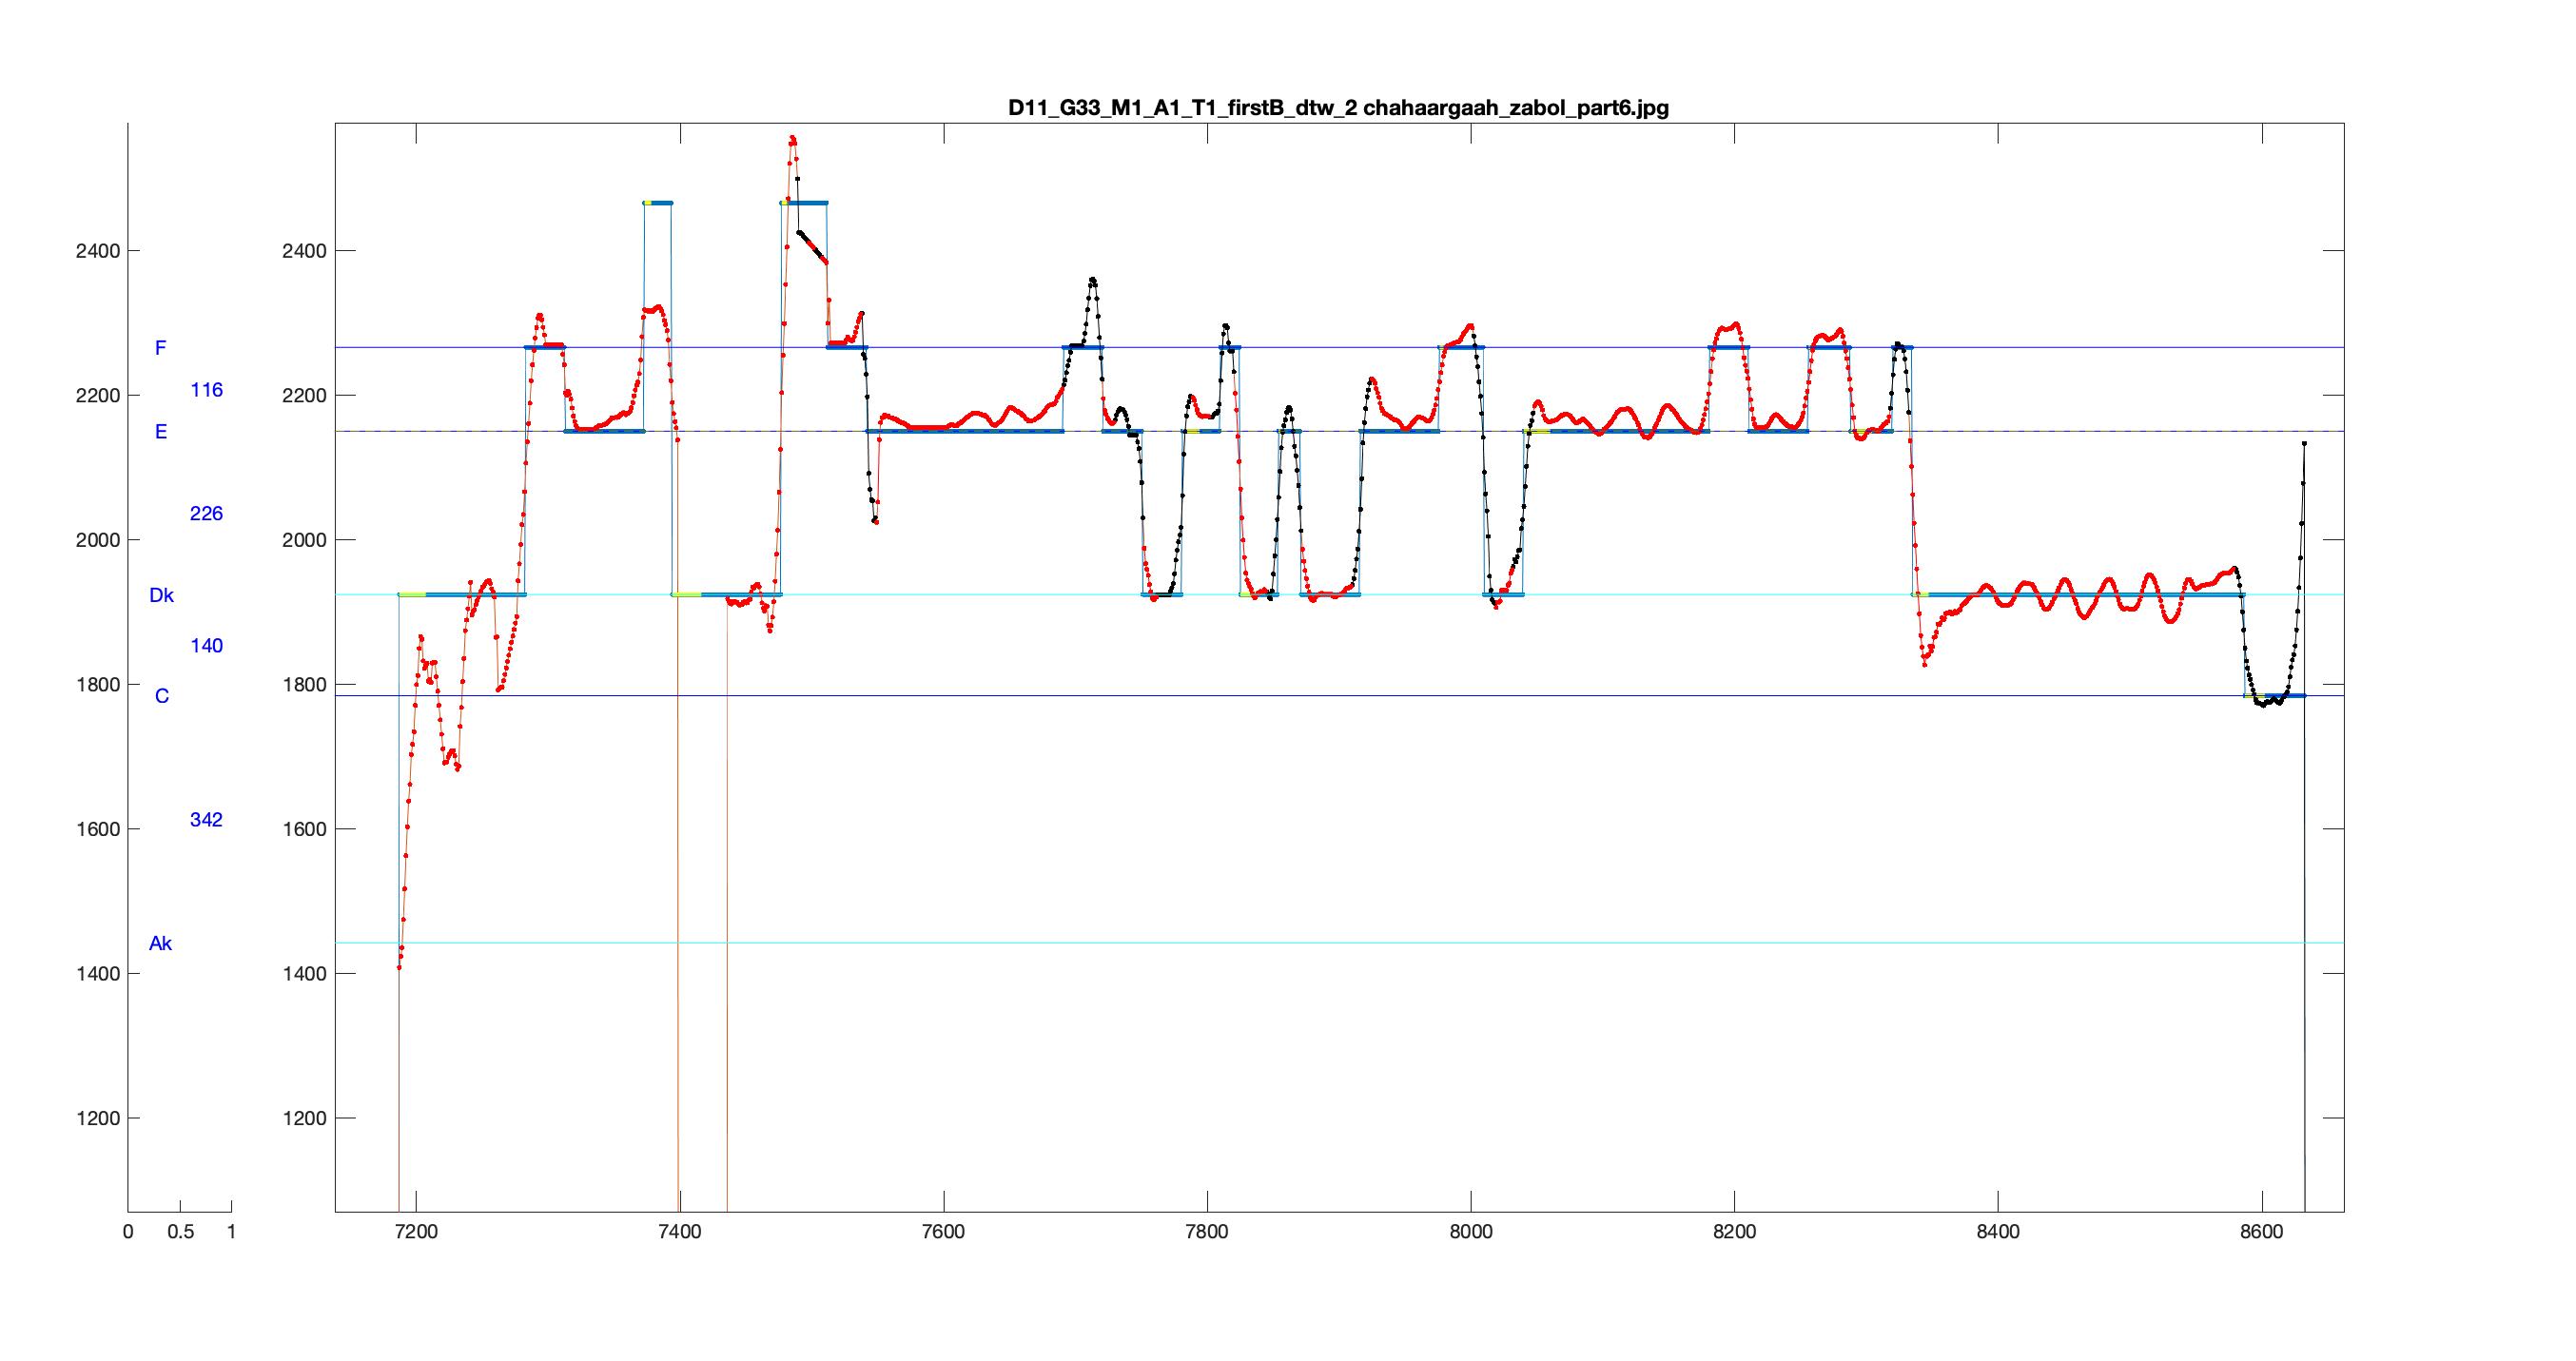 D11_G33_M1_A1_T1_firstB_dtw_2 chahaargaah_zabol_part6.jpg
2400 2400
F
116
2200 2200
E
226
2000 2000
Dk
140
1800 1800
C
342
1600 1600
Ak
1400 1400
1200 1200
0 0.5 1 7200 7400 7600 7800 8000 8200 8400 8600